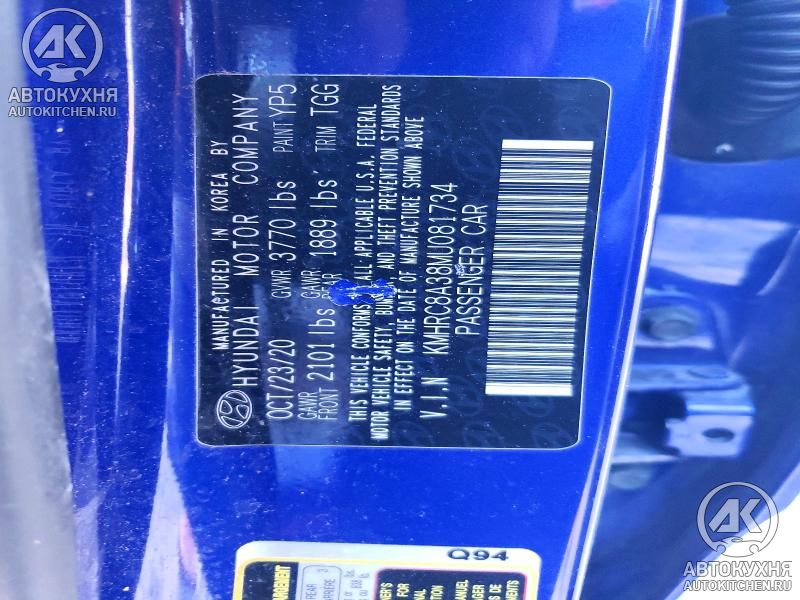 АВТОКУХНЯ
AUTOKITCHEN.RU
MANUFACTURED IN KOREA BY
HYUNDAI MOTOR COMPANY
OCT/23/20 GVWR 3770 lbs PAINT YP5
GAWR FRONT 2101 lbs GAWR REAR 1889 lbs TRIM TGG
THIS VEHICLE CONFORMS ALL APPLICABLE U.S.A. FEDERAL
MOTOR VEHICLE SAFETY, AND THEFT PREVENTION STANDARDS
IN EFFECT ON THE DATE OF MANUFACTURE SHOWN ABOVE
V.I.N KMHRC8A38MU081734
PASSENGER CAR
Q94
АВТОКУХНЯ
AUTOKITCHEN.RU